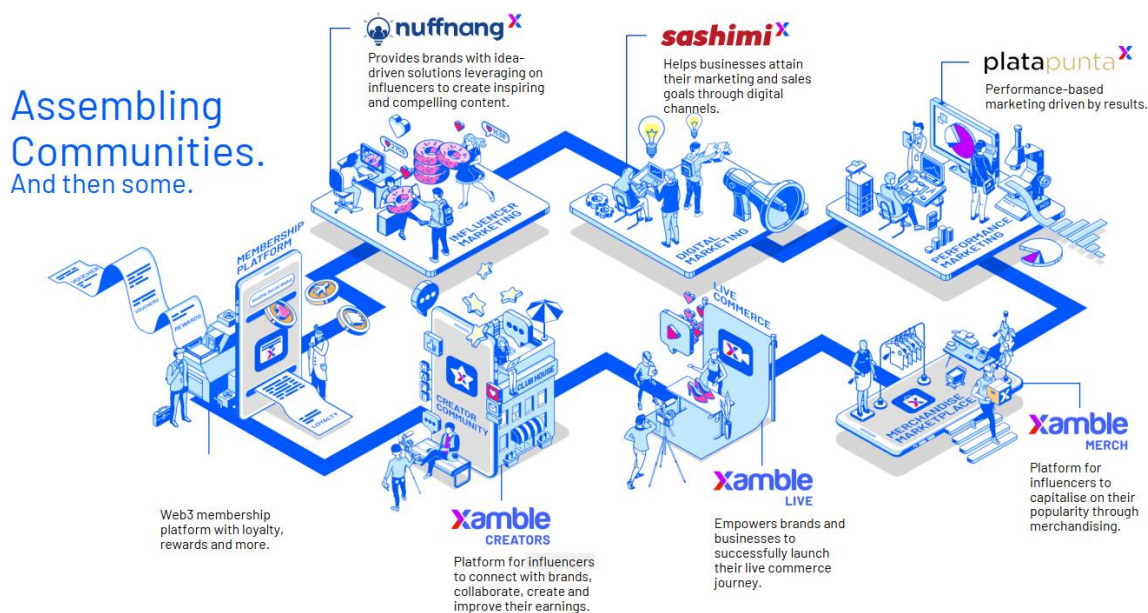 Assembling
Communities.
And then some.
nuffnang X
Provides brands with idea-
driven solutions leveraging on
influencers to create inspiring
and compelling content.
INFLUENCER
MARKETING
sashimi X
Helps businesses attain
their marketing and sales
goals through digital
channels.
DIGITAL
MARKETING
platapunta X
Performance-based
marketing driven by results.
PERFORMANCE
MARKETING
MEMBERSHIP
PLATFORM
VOUCHER
VOUCHERS
REWARDS
LOYALTY
Web3 membership
platform with loyalty,
rewards and more.
CREATOR
COMMUNITY
CLUB HOUSE
xamble
CREATORS
Platform for influencers
to connect with brands,
collaborate, create and
improve their earnings.
LIVE
COMMERCE
xamble
LIVE
Empowers brands and
businesses to
successfully launch
their live commerce
journey.
MERCHANDISE
MARKETPLACE
xamble
MERCH
Platform for
influencers to
capitalise on their
popularity through
merchandising.